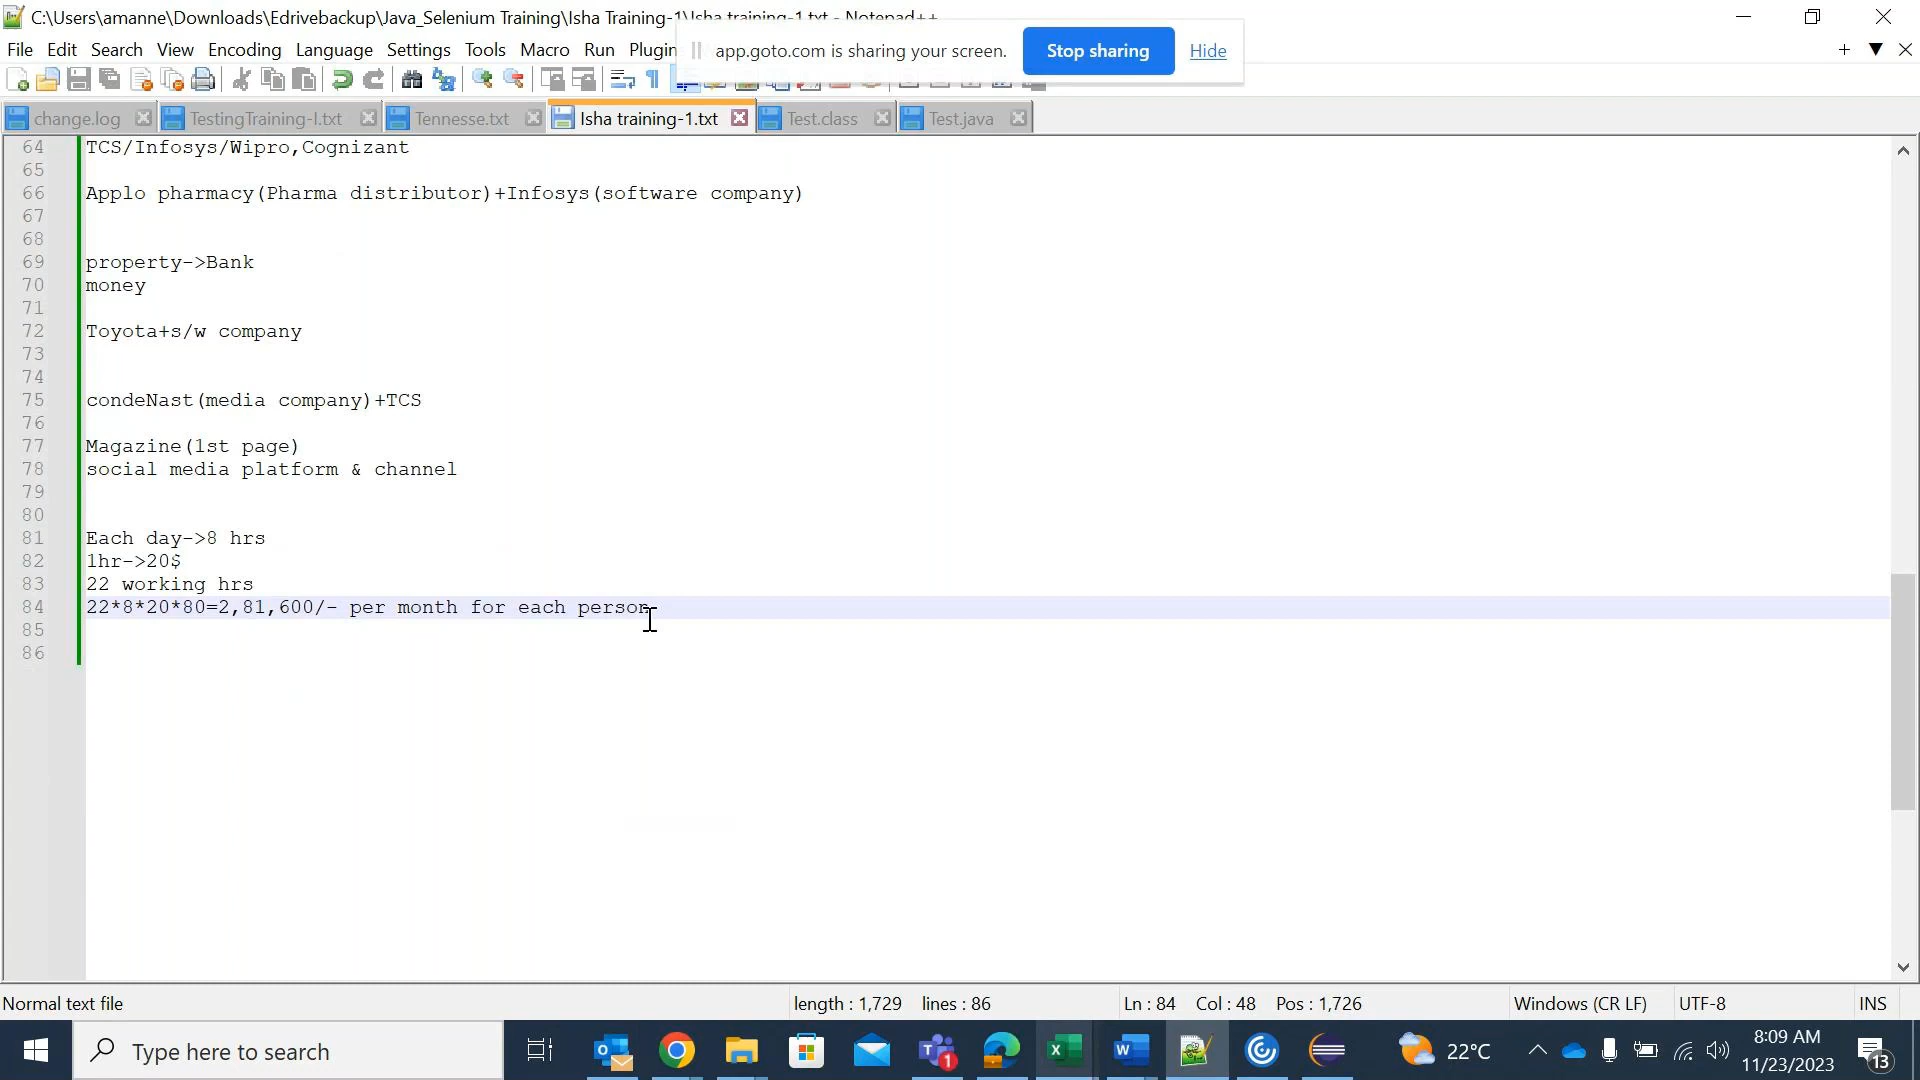 C:\Users\amanne\Downloads\Edrivebackup\Java_Selenium Training\Isha Training-1\Isha training-1.txt - Notepad++
File Edit Search View Encoding Language Settings Tools Macro Run Plugin
app.goto.com is sharing your screen. Stop sharing Hide
change.log TestingTraining-I.txt Tennesse.txt Isha training-1.txt Test.class Test.java
64 TCS/Infosys/Wipro,Cognizant
65
66 Applo pharmacy(Pharma distributor)+Infosys(software company)
67
68
69 property->Bank
70 money
71
72 Toyota+s/w company
73
74
75 condeNast(media company)+TCS
76
77 Magazine(1st page)
78 social media platform & channel
79
80
81 Each day->8 hrs
82 1hr->20$
83 22 working hrs
84 22*8*20*80=2,81,600/- per month for each person
85
86
Normal text file length : 1,729 lines : 86 Ln : 84 Col : 48 Pos : 1,726 Windows (CR LF) UTF-8 INS
Type here to search 1 22°C 8:09 AM
11/23/2023 13